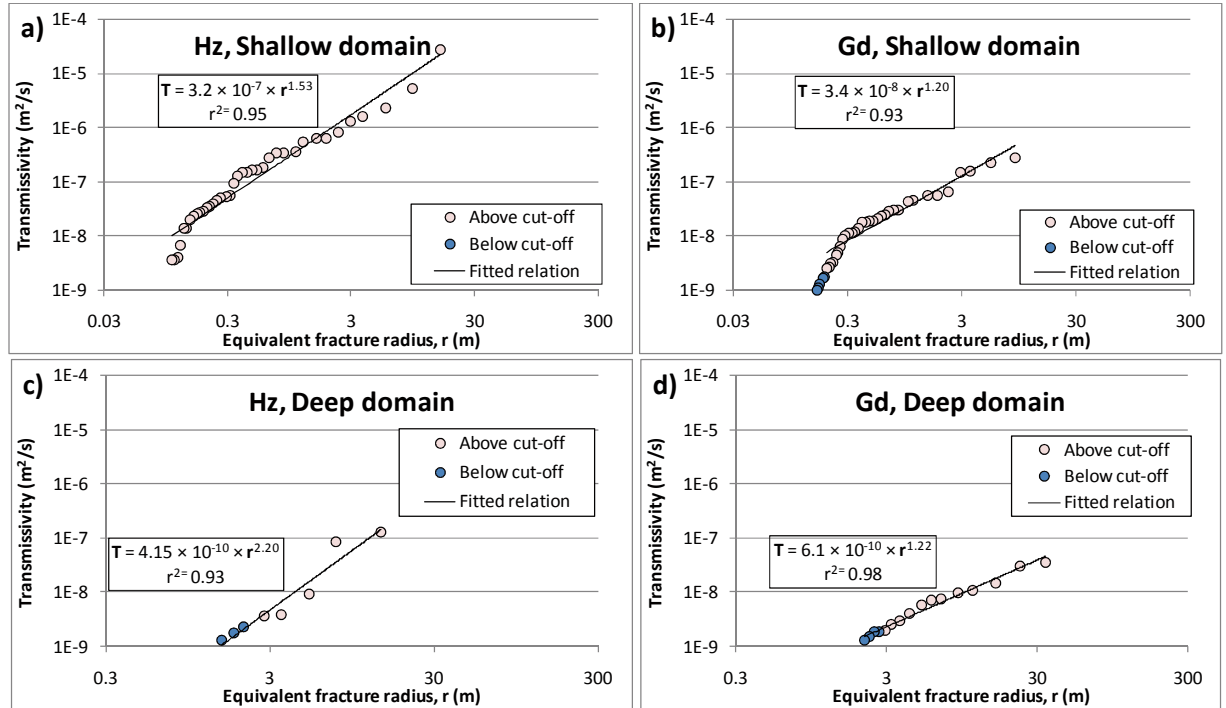 a)
Hz, Shallow domain
Transmissivity (m²/s)
1E-4
1E-5
1E-6
1E-7
1E-8
1E-9
T = 3.2 × 10⁻⁷ × r¹·⁵³
r²= 0.95
Above cut-off
Below cut-off
Fitted relation
0.03 0.3 3 30 300
Equivalent fracture radius, r (m)
b)
Gd, Shallow domain
Transmissivity (m²/s)
1E-4
1E-5
1E-6
1E-7
1E-8
1E-9
T = 3.4 × 10⁻⁸ × r¹·²⁰
r²= 0.93
Above cut-off
Below cut-off
Fitted relation
0.03 0.3 3 30 300
Equivalent fracture radius, r (m)
c)
Hz, Deep domain
Transmissivity (m²/s)
1E-4
1E-5
1E-6
1E-7
1E-8
1E-9
Above cut-off
Below cut-off
Fitted relation
T = 4.15 × 10⁻¹⁰ × r²·²⁰
r²= 0.93
0.3 3 30 300
Equivalent fracture radius, r (m)
d)
Gd, Deep domain
Transmissivity (m²/s)
1E-4
1E-5
1E-6
1E-7
1E-8
1E-9
Above cut-off
Below cut-off
Fitted relation
T = 6.1 × 10⁻¹⁰ × r¹·²²
r²= 0.98
0.3 3 30 300
Equivalent fracture radius, r (m)